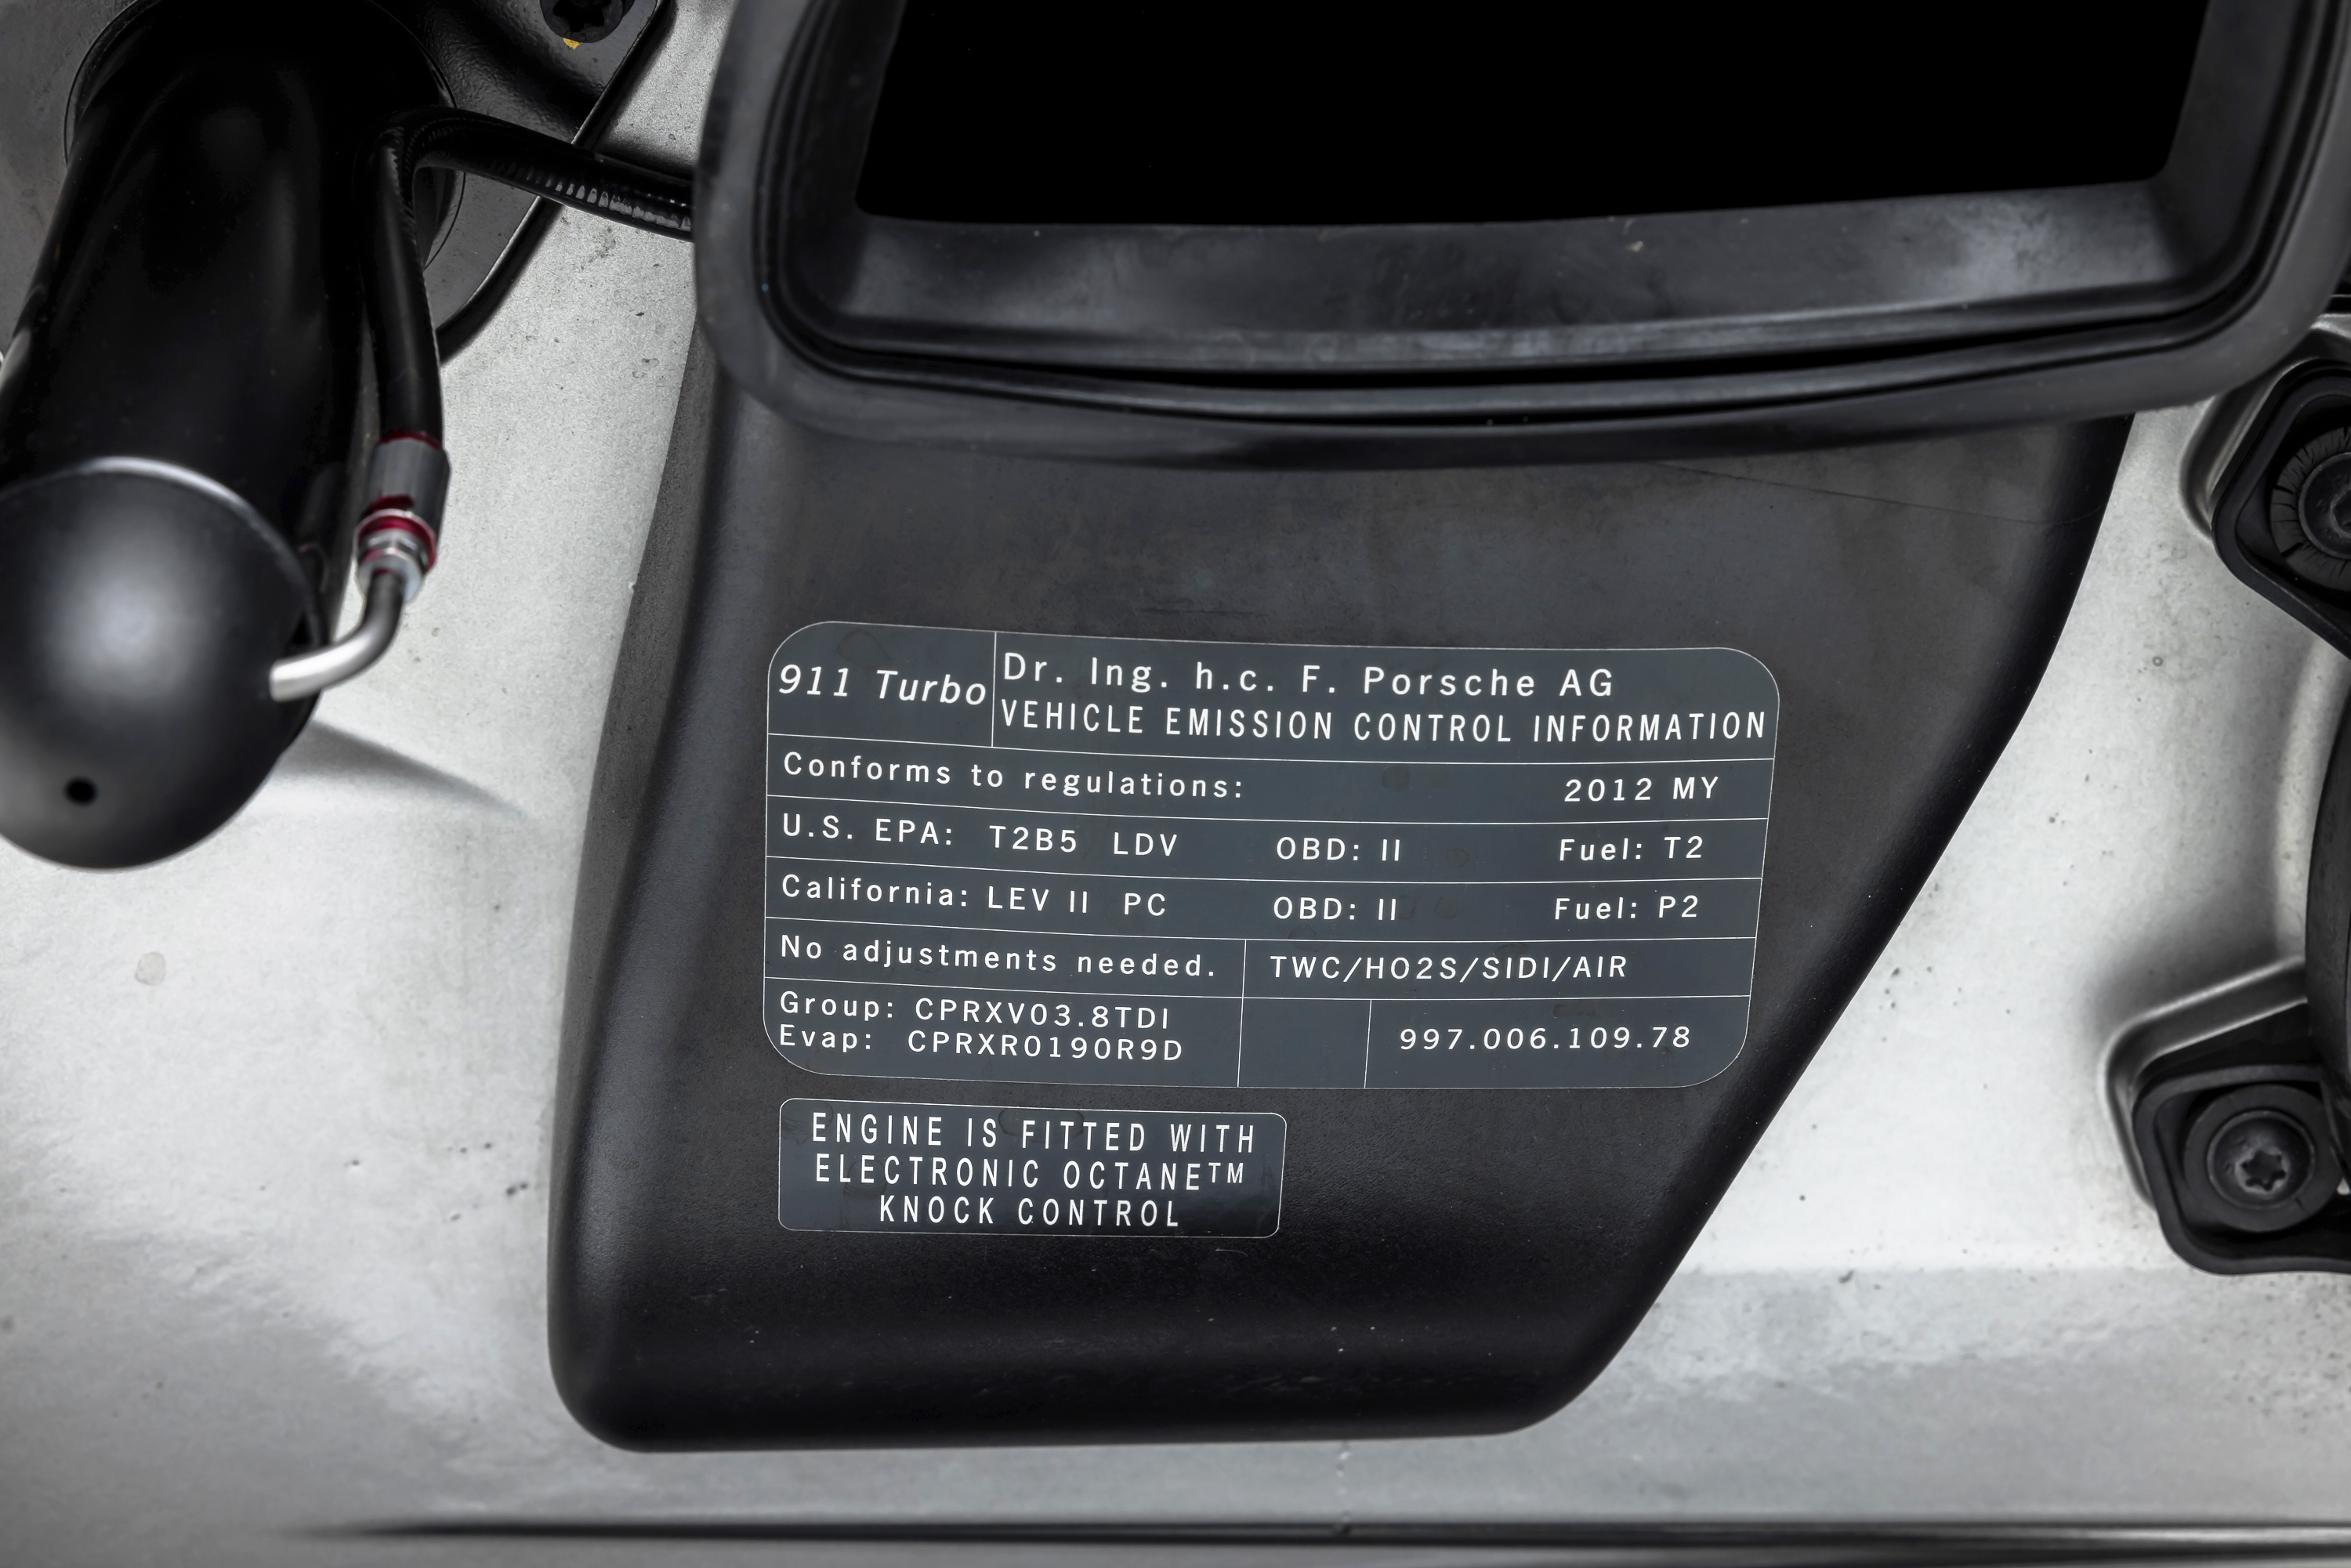 911 Turbo
Dr. Ing. h.c. F. Porsche AG
VEHICLE EMISSION CONTROL INFORMATION
Conforms to regulations: 2012 MY
U.S. EPA: T2B5 LDV OBD: II Fuel: T2
California: LEV II PC OBD: II Fuel: P2
No adjustments needed. TWC/HO2S/SIDI/AIR
Group: CPRXV03.8TDI
Evap: CPRXR0190R9D
997.006.109.78
ENGINE IS FITTED WITH
ELECTRONIC OCTANE™
KNOCK CONTROL